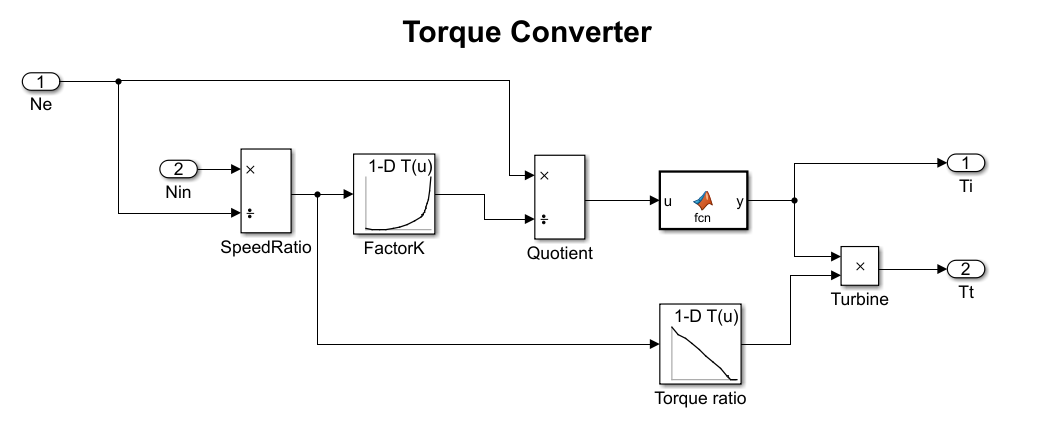 Torque Converter
1
Ne
2
Nin
×
÷
SpeedRatio
1-D T(u)
FactorK
×
÷
Quotient
u
fcn
y
1
Ti
×
Turbine
2
Tt
1-D T(u)
Torque ratio